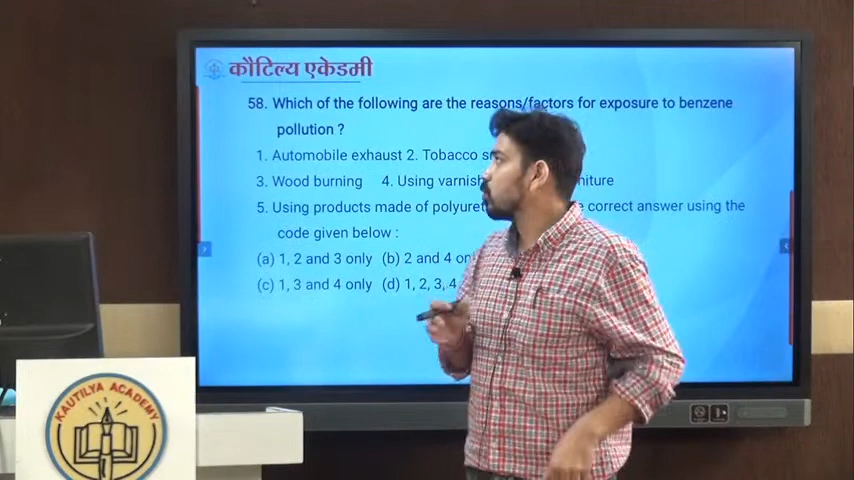 कौटिल्य एकेडमी
58. Which of the following are the reasons/factors for exposure to benzene
pollution ?
1. Automobile exhaust 2. Tobacco
3. Wood burning 4. Using
5. Using products made of correct answer using the
code given below :
(a) 1, 2 and 3 only (b) 2 and 4
(c) 1, 3 and 4 only (d) 1, 2, 3, 4
KAUTILYA ACADEMY